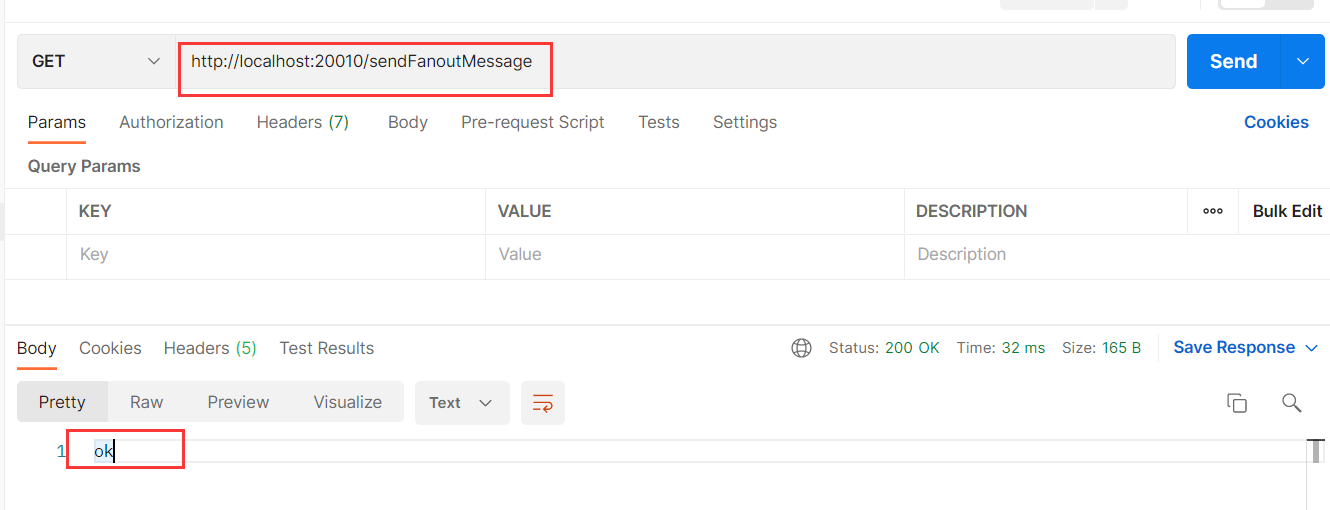 GET http://localhost:20010/sendFanoutMessage Send
Params Authorization Headers (7) Body Pre-request Script Tests Settings Cookies
Query Params
KEY VALUE DESCRIPTION ooo Bulk Edit
Key Value Description
Body Cookies Headers (5) Test Results Status: 200 OK Time: 32 ms Size: 165 B Save Response
Pretty Raw Preview Visualize Text
1 ok